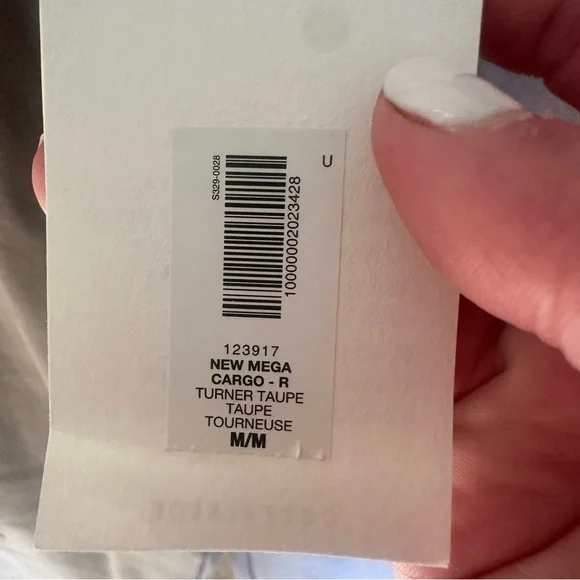 U
S329-0028
10000002023428
123917
NEW MEGA
CARGO - R
TURNER TAUPE
TAUPE
TOURNEUSE
M/M